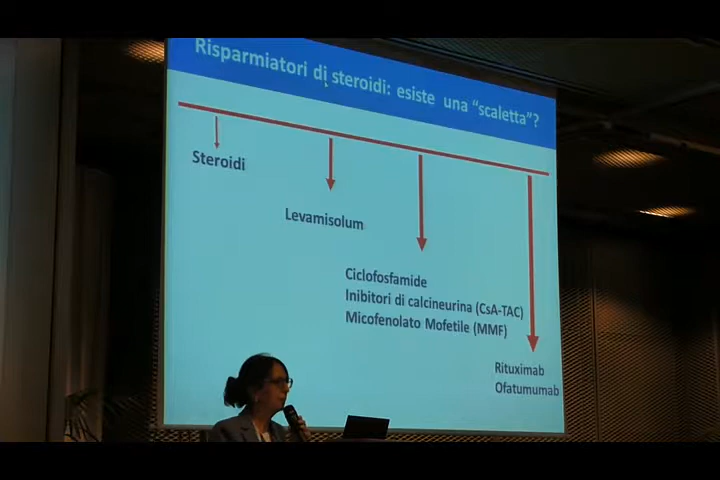 Risparmiatori di steroidi: esiste una "scaletta"?
Steroidi
Levamisolum
Ciclofosfamide
Inibitori di calcineurina (CsA-TAC)
Micofenolato Mofetile (MMF)
Rituximab
Ofatumumab